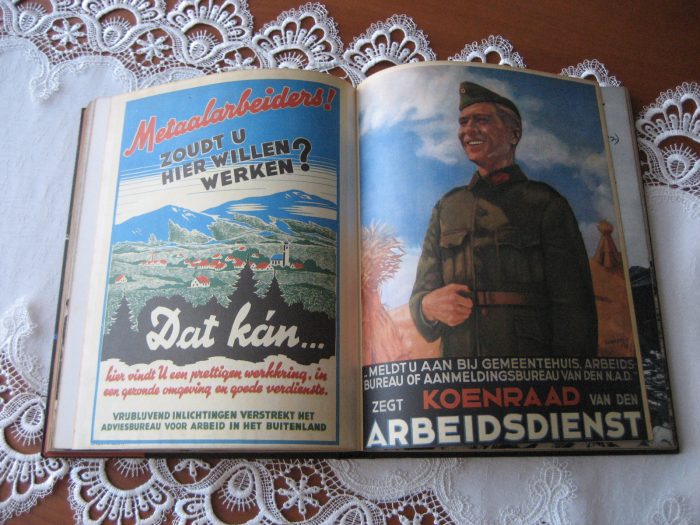 Metaalarbeiders!
ZOUDT U
HIER WILLEN
WERKEN?
Dat kán...
hier vindt U een prettigen werkkring, in
een gezonde omgeving en goede verdienste.
VRIJBLIJVEND INLICHTINGEN VERSTREKT HET
ADVIESBUREAU VOOR ARBEID IN HET BUITENLAND
. MELDT U AAN BIJ GEMEENTEHUIS, ARBEIDS-
BUREAU OF AANMELDINGSBUREAU VAN DEN N.A.D."
ZEGT KOENRAAD VAN DEN
ARBEIDSDIENST